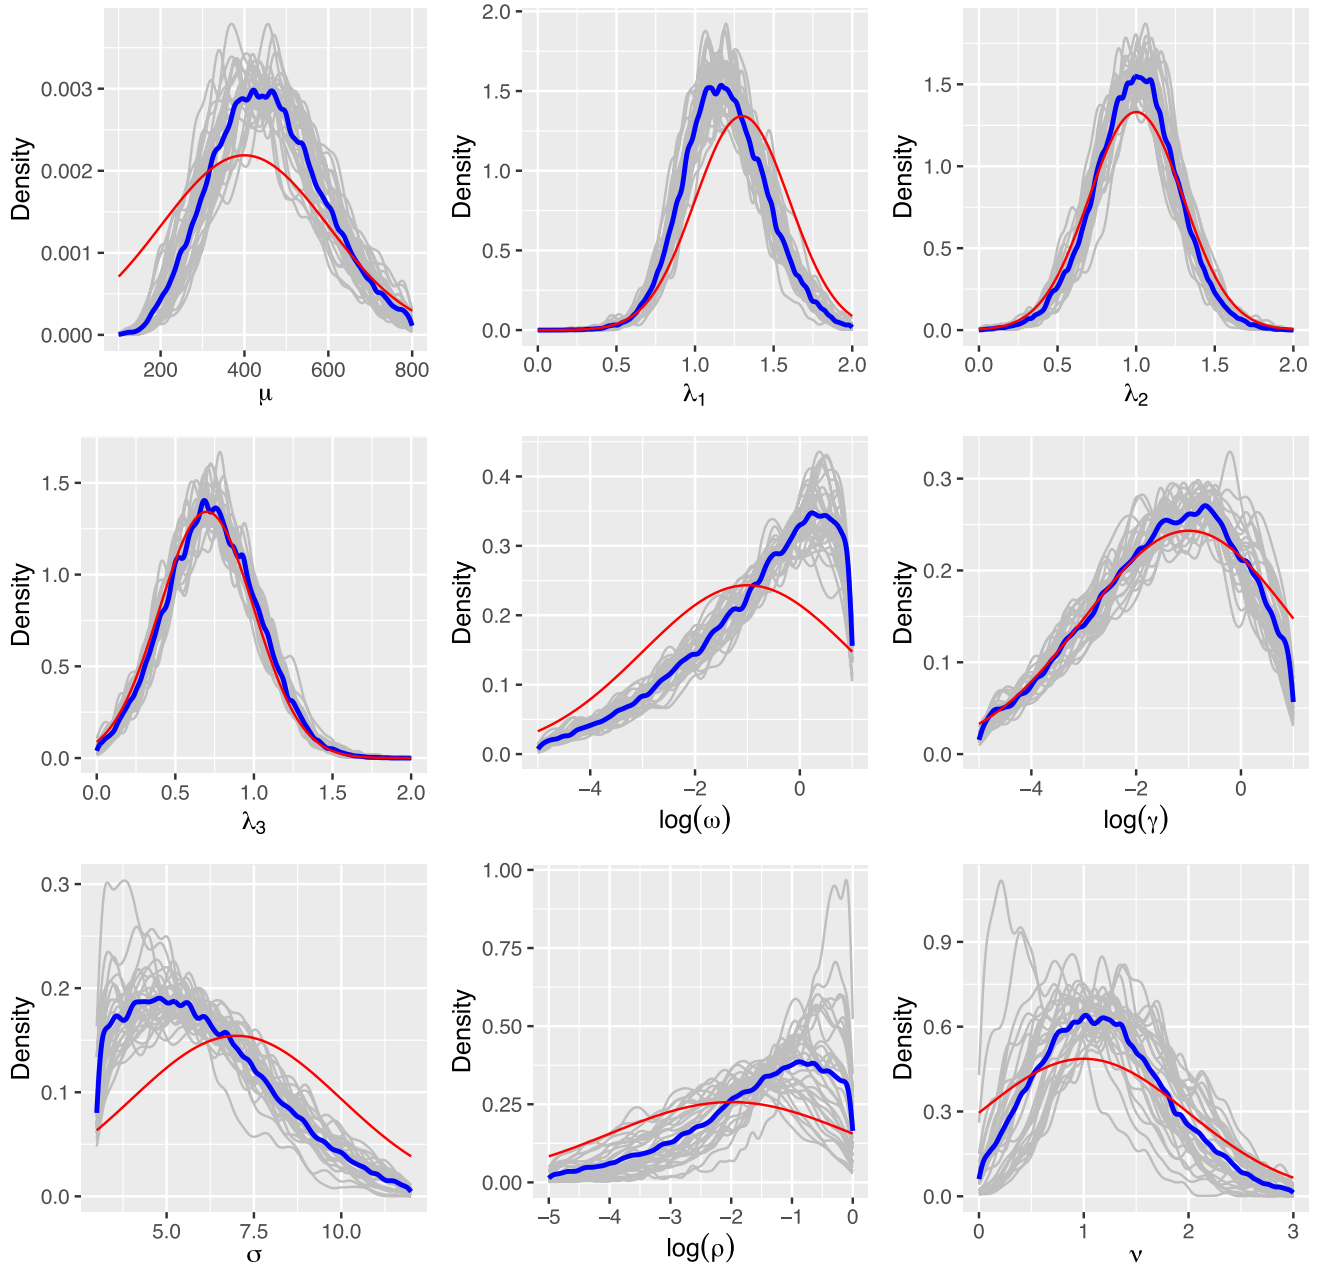 Density
0.003
0.002
0.001
0.000
200 400 600 800
μ
Density
2.0
1.5
1.0
0.5
0.0
0.0 0.5 1.0 1.5 2.0
λ1
Density
1.5
1.0
0.5
0.0
0.0 0.5 1.0 1.5 2.0
λ2
Density
1.5
1.0
0.5
0.0
0.0 0.5 1.0 1.5 2.0
λ3
Density
0.4
0.3
0.2
0.1
0.0
−4 −2 0
log(ω)
Density
0.3
0.2
0.1
0.0
−4 −2 0
log(γ)
Density
0.3
0.2
0.1
0.0
5.0 7.5 10.0
σ
Density
1.00
0.75
0.50
0.25
0.00
−5 −4 −3 −2 −1 0
log(ρ)
Density
0.9
0.6
0.3
0.0
0 1 2 3
ν